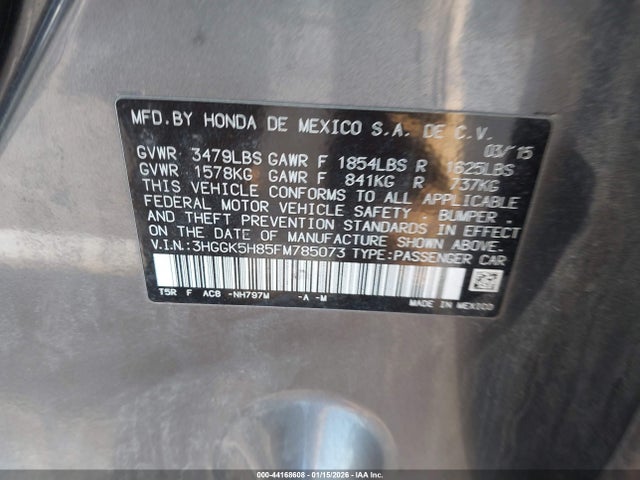 MFD.BY HONDA DE MEXICO S.A. DE C.V.
03/15
GVWR 3479LBS GAWR F 1854LBS R 1625LBS
GVWR 1578KG GAWR F 841KG R 737KG
THIS VEHICLE CONFORMS TO ALL APPLICABLE
FEDERAL MOTOR VEHICLE SAFETY , BUMPER ,
AND THEFT PREVENTION STANDARDS IN EFFECT
ON THE DATE OF MANUFACTURE SHOWN ABOVE.
V.I.N.:3HGGK5H85FM785073 TYPE:PASSENGER CAR
T5R F AC8 -NH797M -A -M
MADE IN MEXICO
000-44168608 - 01/15/2026 - IAA Inc.